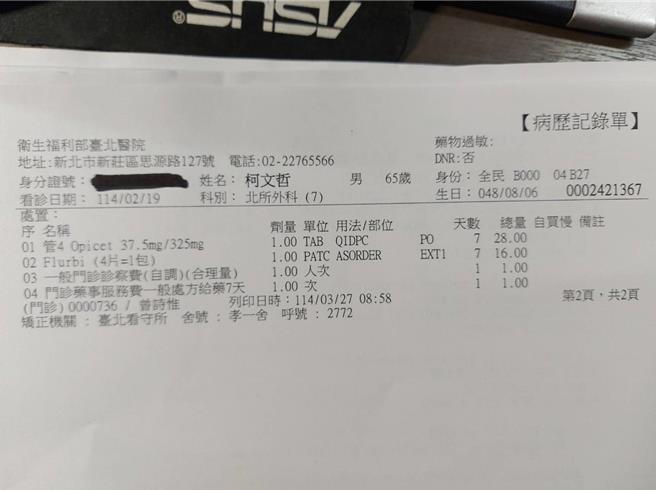 ASUS®
【病歷記錄單】
衛生福利部臺北醫院 藥物過敏:
地址:新北市新莊區思源路127號 電話:02-22765566 DNR:否
身分證號: 姓名: 柯文哲 男 65歲 身份: 全民 B000 04 B27
看診日期: 114/02/19 科別: 北所外科 (7) 生日: 048/08/06 0002421367
處置:
序 名稱 劑量 單位 用法/部位 天數 總量 自買慢 備註
01 管4 Opicet 37.5mg/325mg 1.00 TAB QIDPC PO 7 28.00
02 Flurbi (4片=1包) 1.00 PATC ASORDER EXT1 7 16.00
03 一般門診診察費(自調)(合理量) 1.00 人次 1 1.00
04 門診藥事服務費一般處方給藥7天 1.00 次 1 1.00
(門診) 0000736 / 曾詩惟 列印日時:114/03/27 08:58 第2頁，共2頁
矯正機關 : 臺北看守所 舍號 : 孝一舍 呼號 : 2772